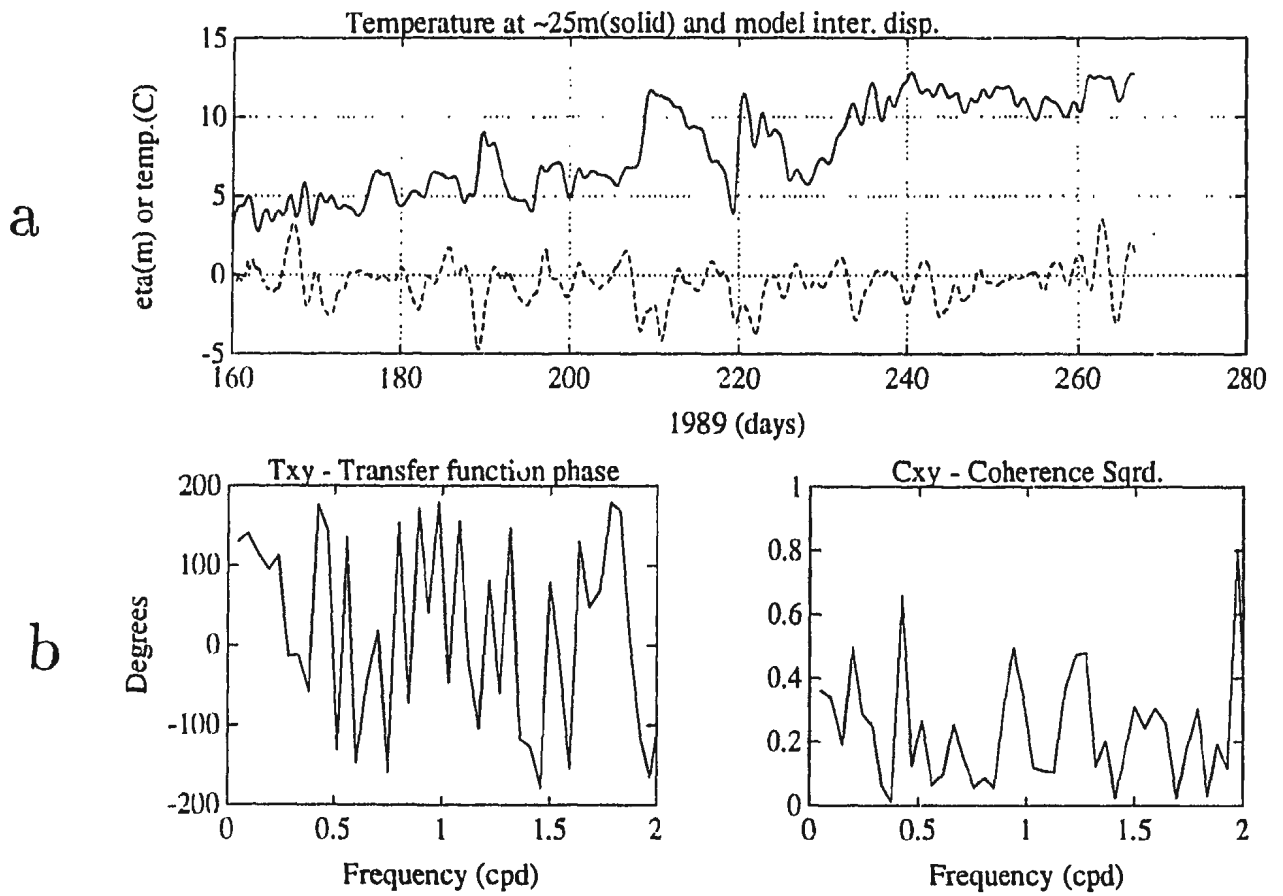 Temperature at ~25m(solid) and model inter. disp.
a
eta(m) or temp.(C)
15
10
5
0
-5
160 180 200 220 240 260 280
1989 (days)
b
Txy - Transfer function phase
Degrees
200
100
0
-100
-200
0 0.5 1 1.5 2
Frequency (cpd)
Cxy - Coherence Sqrd.
1
0.8
0.6
0.4
0.2
0
0 0.5 1 1.5 2
Frequency (cpd)